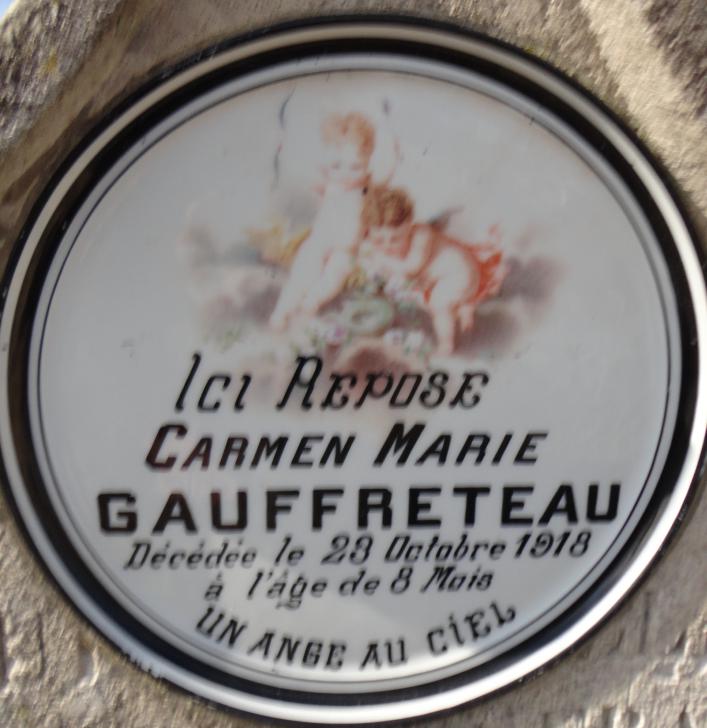 ICI REPOSE
CARMEN MARIE
GAUFFRETEAU
Décédée le 23 Octobre 1918
à l'âge de 8 Mois
UN ANGE AU CIEL